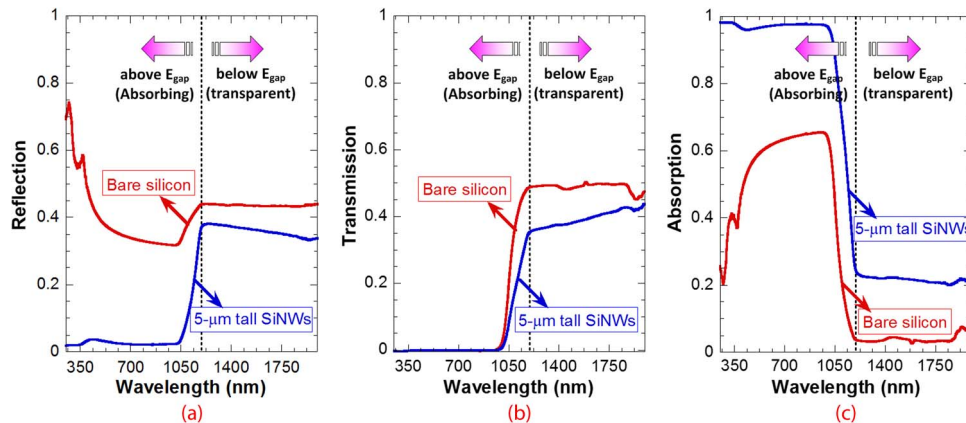 1
0.8
0.6
0.4
0.2
0
Reflection
above Egap
(Absorbing)
below Egap
(transparent)
Bare silicon
5-μm tall SiNWs
350 700 1050 1400 1750
Wavelength (nm)
(a)
1
0.8
0.6
0.4
0.2
0
Transmission
above Egap
(Absorbing)
below Egap
(transparent)
Bare silicon
5-μm tall SiNWs
350 700 1050 1400 1750
Wavelength (nm)
(b)
1
0.8
0.6
0.4
0.2
0
Absorption
above Egap
(Absorbing)
below Egap
(transparent)
5-μm tall SiNWs
Bare silicon
350 700 1050 1400 1750
Wavelength (nm)
(c)